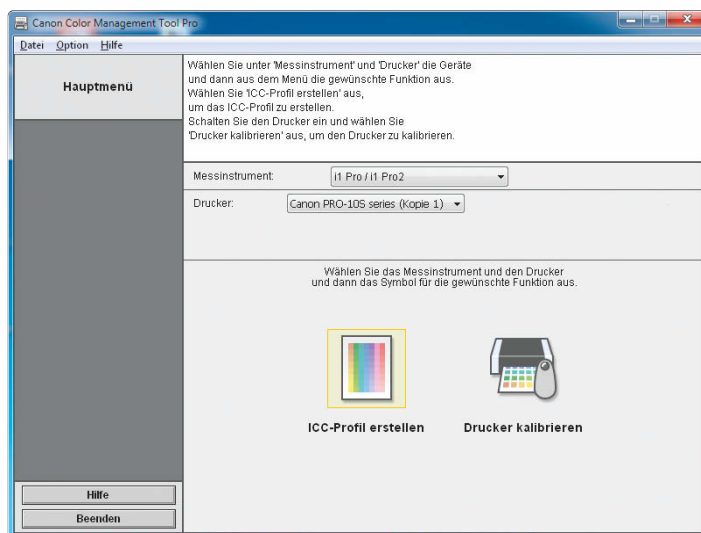 Canon Color Management Tool Pro
Datei Option Hilfe
Hauptmenü
Wählen Sie unter 'Messinstrument' und 'Drucker' die Geräte
und dann aus dem Menü die gewünschte Funktion aus.
Wählen Sie 'ICC-Profil erstellen' aus,
um das ICC-Profil zu erstellen.
Schalten Sie den Drucker ein und wählen Sie
'Drucker kalibrieren' aus, um den Drucker zu kalibrieren.
Messinstrument: i1 Pro / i1 Pro2
Drucker: Canon PRO-10S series (Kopie 1)
Wählen Sie das Messinstrument und den Drucker
und dann das Symbol für die gewünschte Funktion aus.
ICC-Profil erstellen Drucker kalibrieren
Hilfe
Beenden